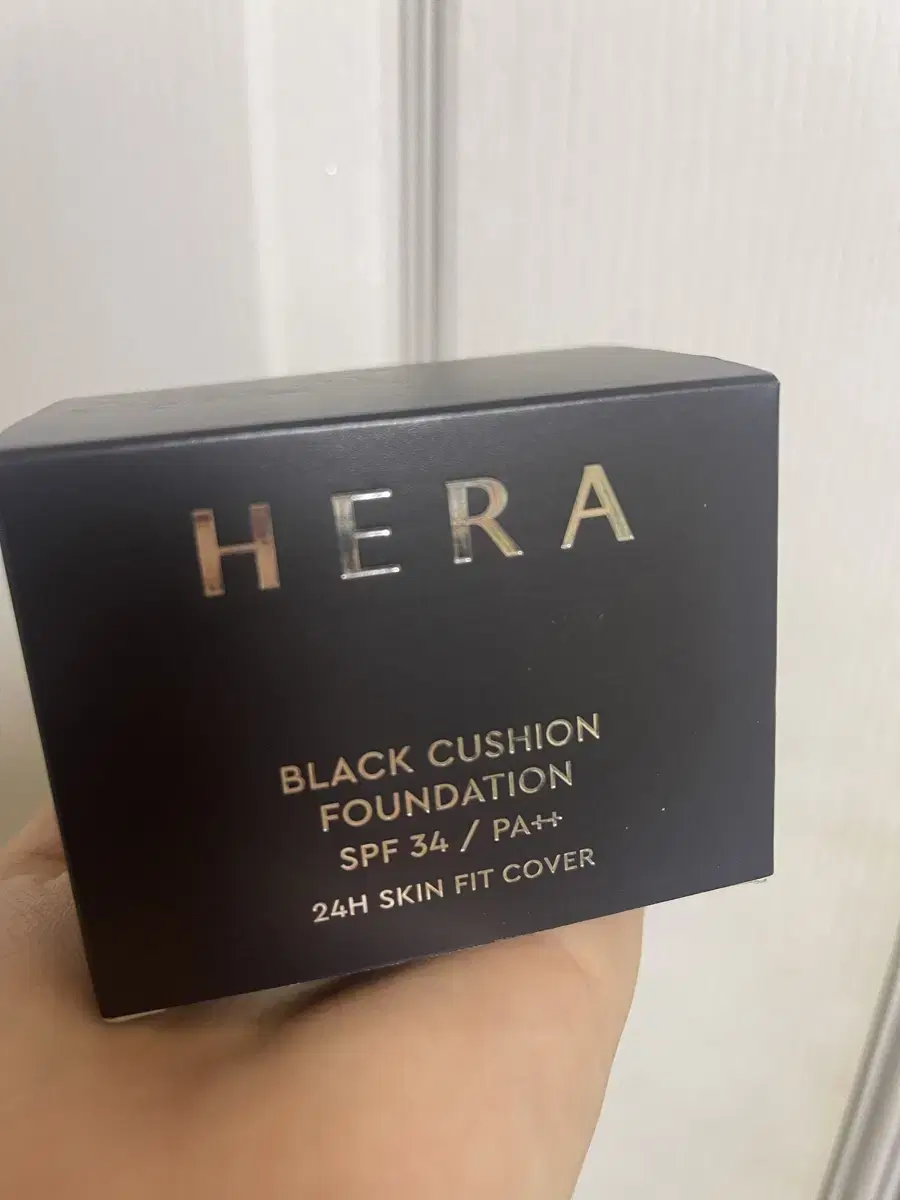 HERA
BLACK CUSHION
FOUNDATION
SPF 34 / PA++
24H SKIN FIT COVER